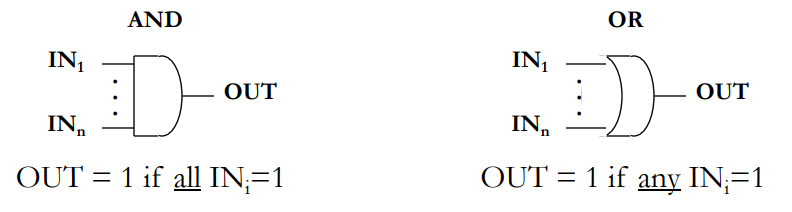 AND
IN₁
OUT
INₙ
OUT = 1 if all INᵢ=1
OR
IN₁
OUT
INₙ
OUT = 1 if any INᵢ=1